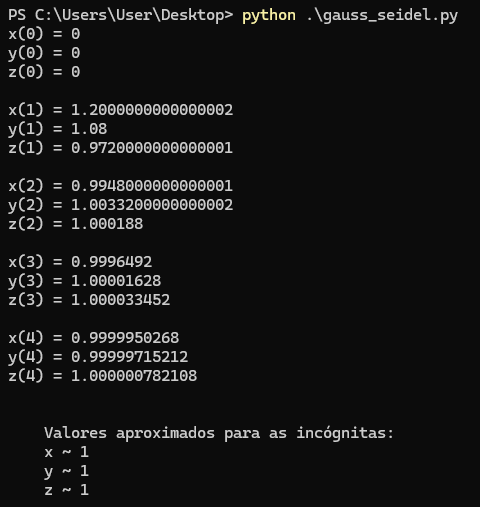 PS C:\Users\User\Desktop> python .\gauss_seidel.py
x(0) = 0
y(0) = 0
z(0) = 0
x(1) = 1.2000000000000002
y(1) = 1.08
z(1) = 0.9720000000000001
x(2) = 0.9948000000000001
y(2) = 1.0033200000000002
z(2) = 1.000188
x(3) = 0.9996492
y(3) = 1.00001628
z(3) = 1.000033452
x(4) = 0.9999950268
y(4) = 0.99999715212
z(4) = 1.000000782108
Valores aproximados para as incógnitas:
x ~ 1
y ~ 1
z ~ 1